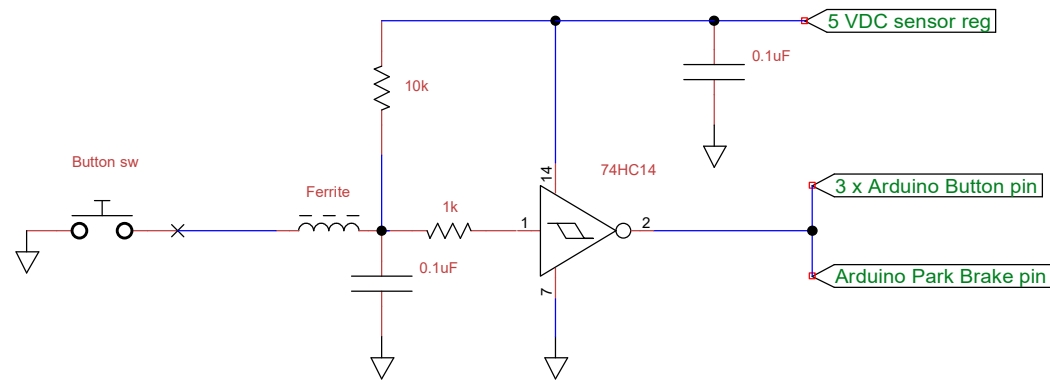 5 VDC sensor reg
0.1uF
10k
Button sw
14
74HC14
3 x Arduino Button pin
Ferrite
1k
1
2
0.1uF
7
Arduino Park Brake pin